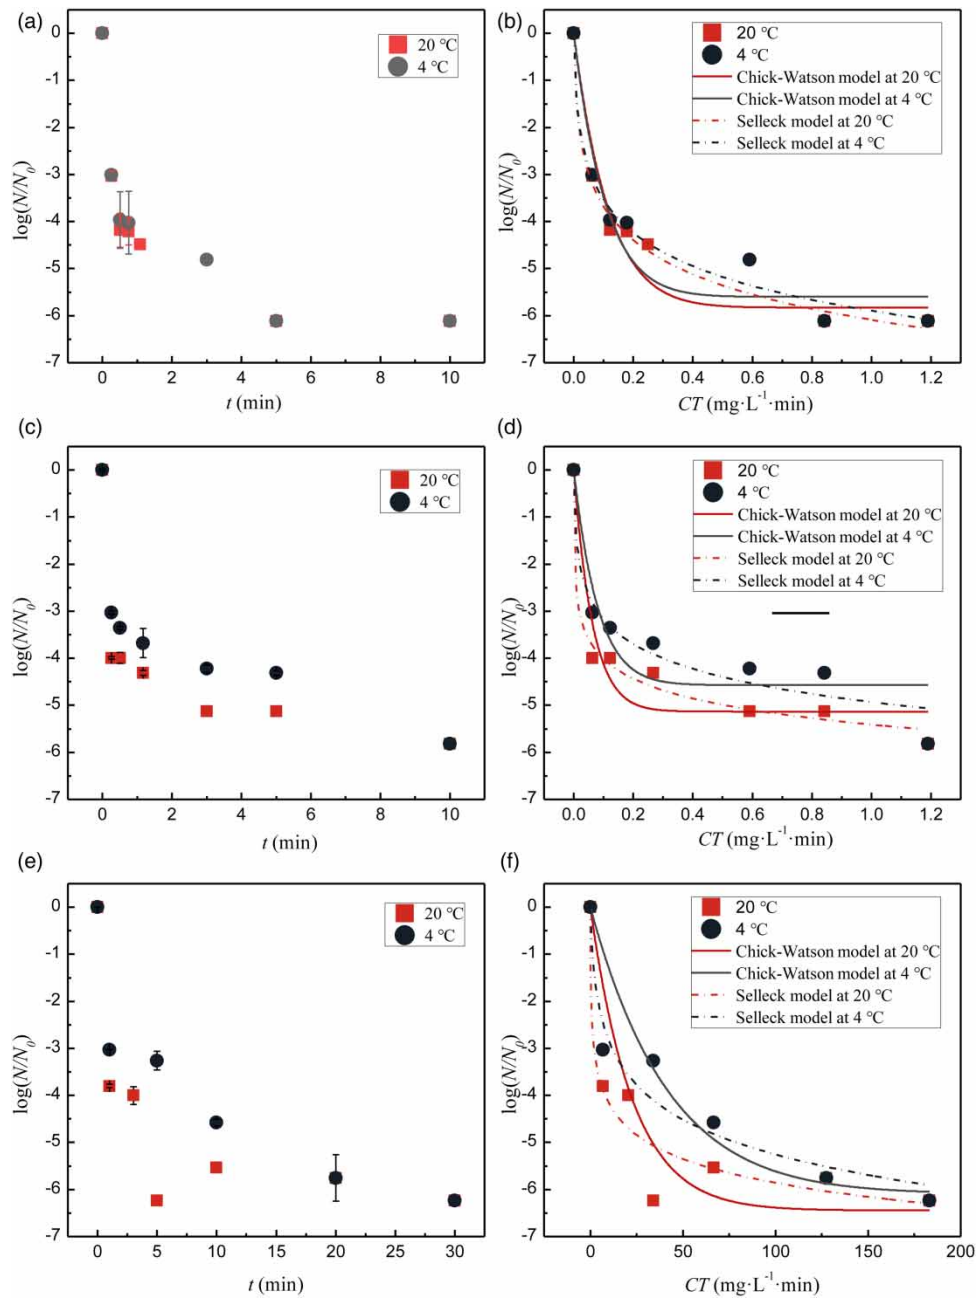 (a)
0
-1
-2
-3
-4
-5
-6
-7
log(N/N₀)
20 °C
4 °C
0 2 4 6 8 10
t (min)
(b)
0
-1
-2
-3
-4
-5
-6
-7
log(N/N₀)
20 °C
4 °C
Chick-Watson model at 20 °C
Chick-Watson model at 4 °C
Selleck model at 20 °C
Selleck model at 4 °C
0.0 0.2 0.4 0.6 0.8 1.0 1.2
CT (mg·L⁻¹·min)
(c)
0
-1
-2
-3
-4
-5
-6
-7
log(N/N₀)
20 °C
4 °C
0 2 4 6 8 10
t (min)
(d)
0
-1
-2
-3
-4
-5
-6
-7
log(N/N₀)
20 °C
4 °C
Chick-Watson model at 20 °C
Chick-Watson model at 4 °C
Selleck model at 20 °C
Selleck model at 4 °C
0.0 0.2 0.4 0.6 0.8 1.0 1.2
CT (mg·L⁻¹·min)
(e)
0
-1
-2
-3
-4
-5
-6
-7
log(N/N₀)
20 °C
4 °C
0 5 10 15 20 25 30
t (min)
(f)
0
-1
-2
-3
-4
-5
-6
-7
log(N/N₀)
20 °C
4 °C
Chick-Watson model at 20 °C
Chick-Watson model at 4 °C
Selleck model at 20 °C
Selleck model at 4 °C
0 50 100 150 200
CT (mg·L⁻¹·min)